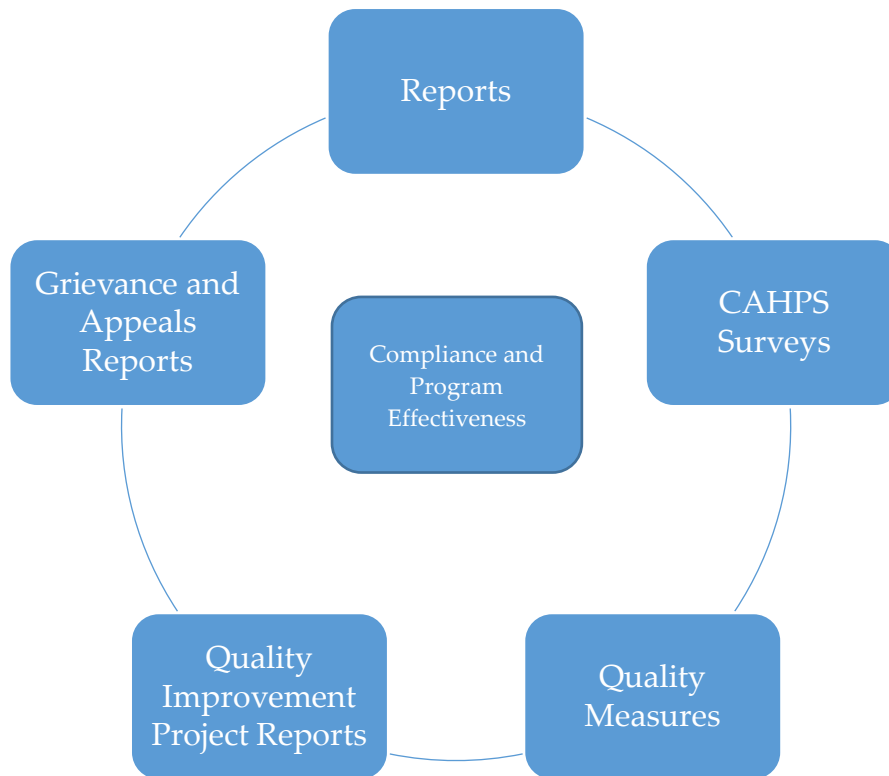 Reports
Grievance and
Appeals
Reports
CAHPS
Surveys
Compliance and
Program
Effectiveness
Quality
Improvement
Project Reports
Quality
Measures